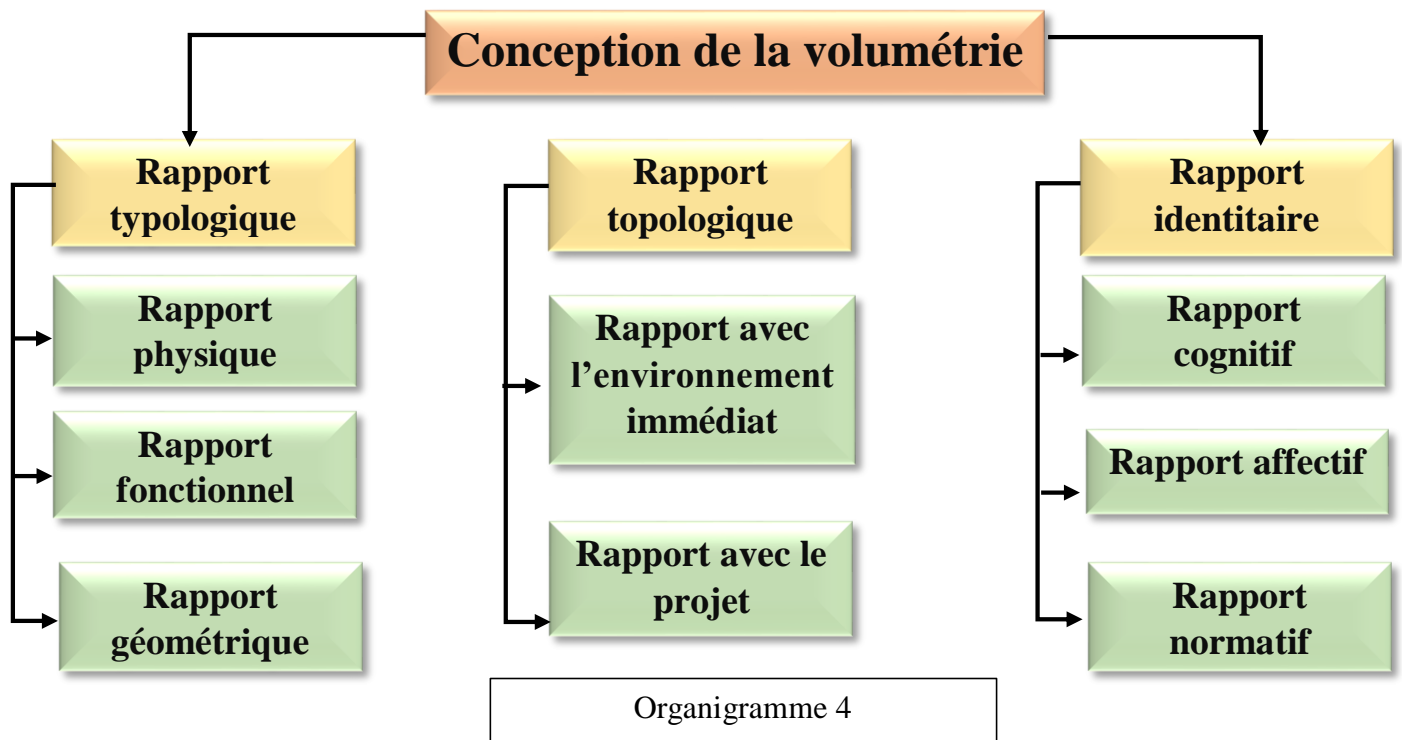 Conception de la volumétrie
Rapport
typologique
Rapport
physique
Rapport
fonctionnel
Rapport
géométrique
Rapport
topologique
Rapport avec
l'environnement
immédiat
Rapport avec le
projet
Rapport
identitaire
Rapport
cognitif
Rapport affectif
Rapport
normatif
Organigramme 4